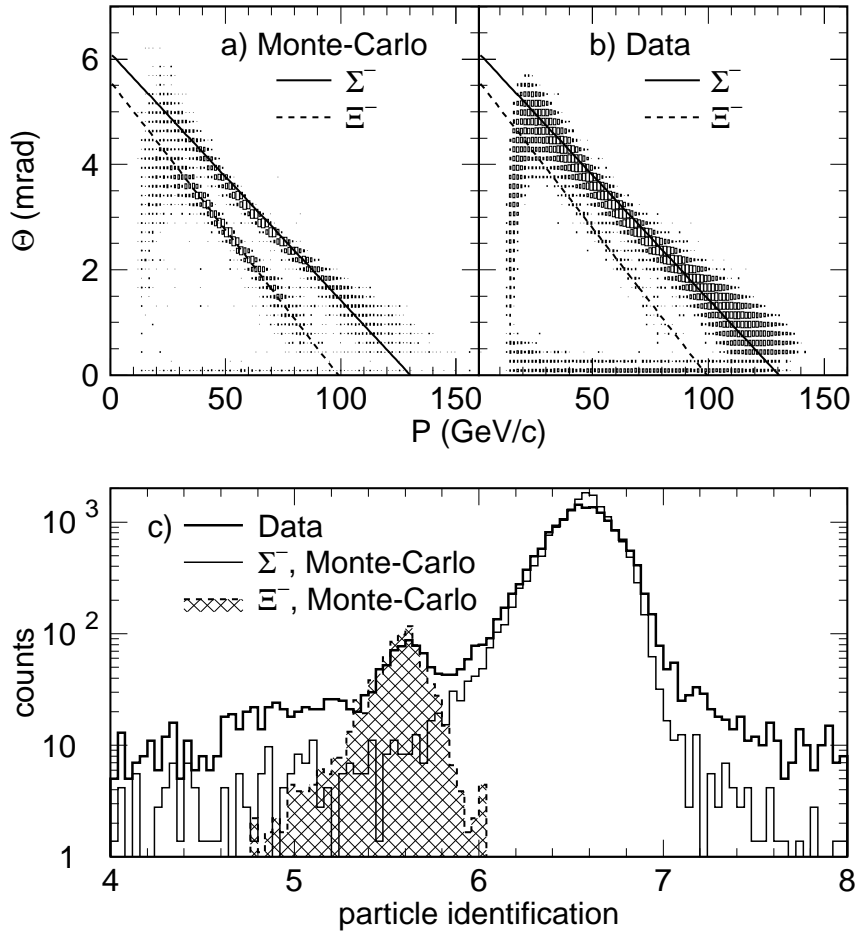 a) Monte-Carlo
Σ⁻
Ξ⁻
b) Data
Σ⁻
Ξ⁻
6
4
2
0
Θ (mrad)
0 50 100 150 0 50 100 150
P (GeV/c)
c) Data
Σ⁻, Monte-Carlo
Ξ⁻, Monte-Carlo
10³
10²
10
1
counts
4 5 6 7 8
particle identification